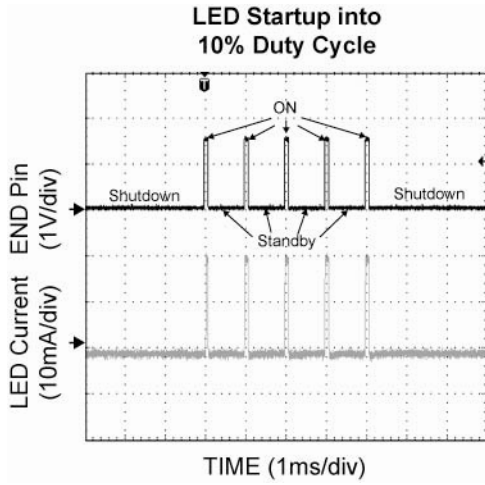 LED Startup into
10% Duty Cycle
T
ON
Shutdown
Shutdown
Standby
END Pin
(1V/div)
LED Current
(10mA/div)
TIME (1ms/div)